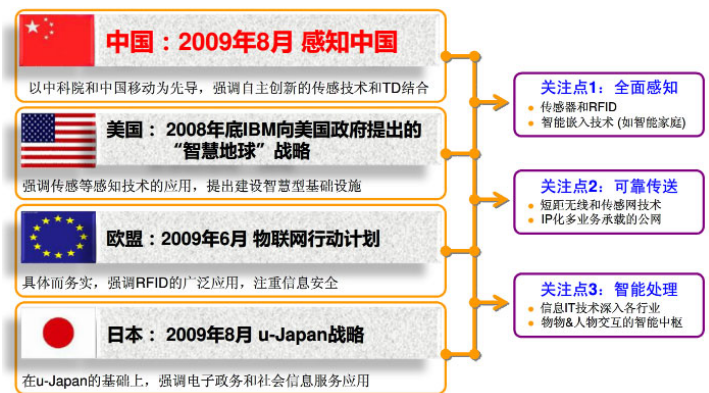 中国：2009年8月 感知中国
以中科院和中国移动为先导，强调自主创新的传感技术和TD结合
美国： 2008年底IBM向美国政府提出的
“智慧地球”战略
强调传感等感知技术的应用，提出建设智慧型基础设施
欧盟：2009年6月 物联网行动计划
具体而务实，强调RFID的广泛应用，注重信息安全
日本： 2009年8月 u-Japan战略
在u-Japan的基础上，强调电子政务和社会信息服务应用
关注点1：全面感知
传感器和RFID
智能嵌入技术 (如智能家庭)
关注点2：可靠传送
短距无线和传感网技术
IP化多业务承载的公网
关注点3：智能处理
信息IT技术深入各行业
物物&人物交互的智能中枢